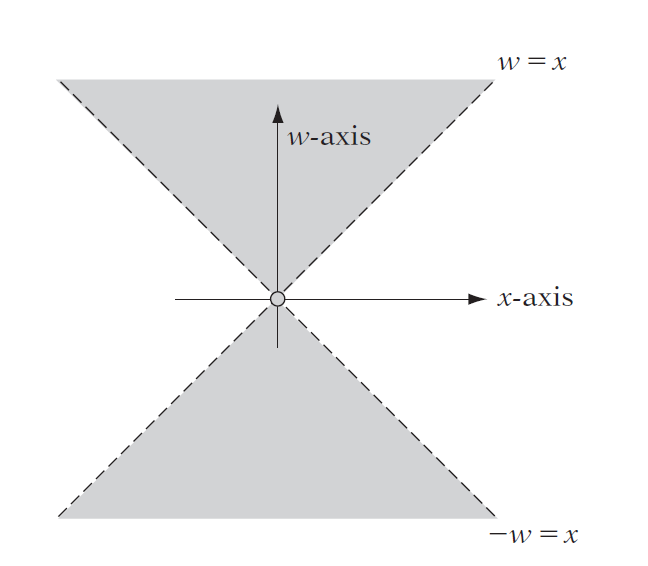 w = x
w-axis
x-axis
−w = x